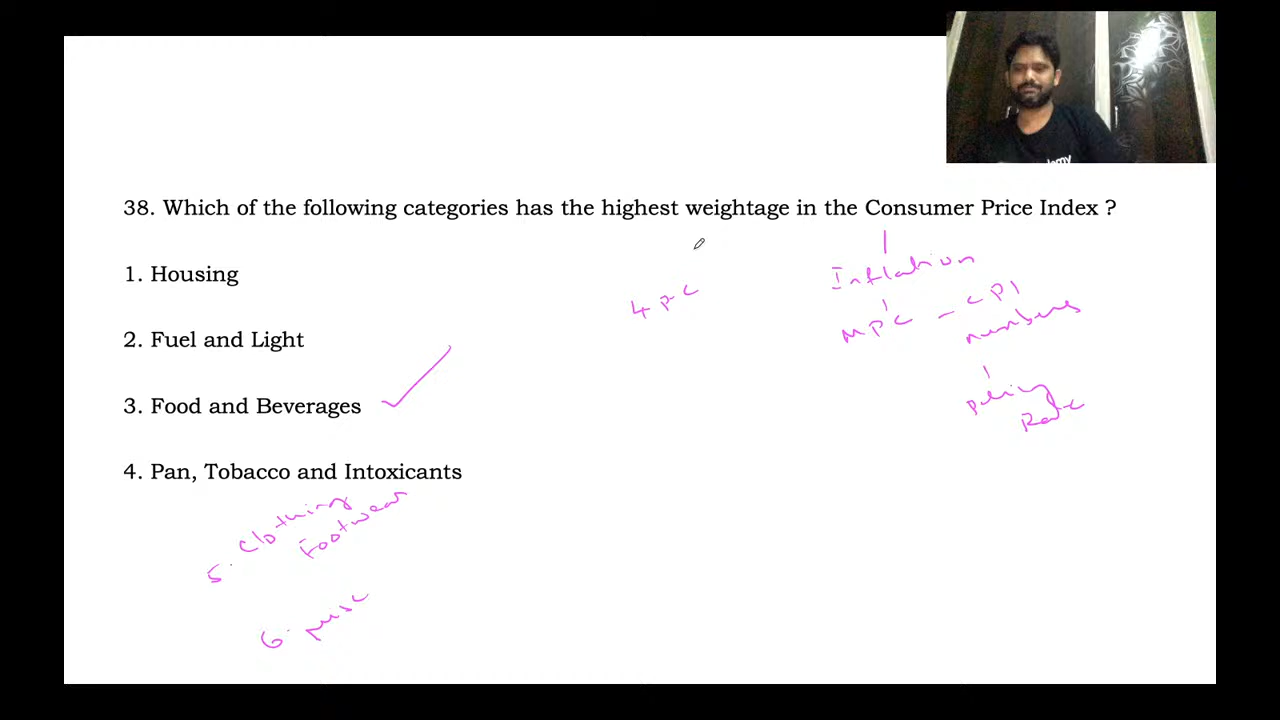 38. Which of the following categories has the highest weightage in the Consumer Price Index ?
1. Housing
2. Fuel and Light
3. Food and Beverages
4. Pan, Tobacco and Intoxicants
5. Clothing
Footwear
6. misc
Inflation
MPC - CPI
numbers
Policy
Rate
4 PC
demy